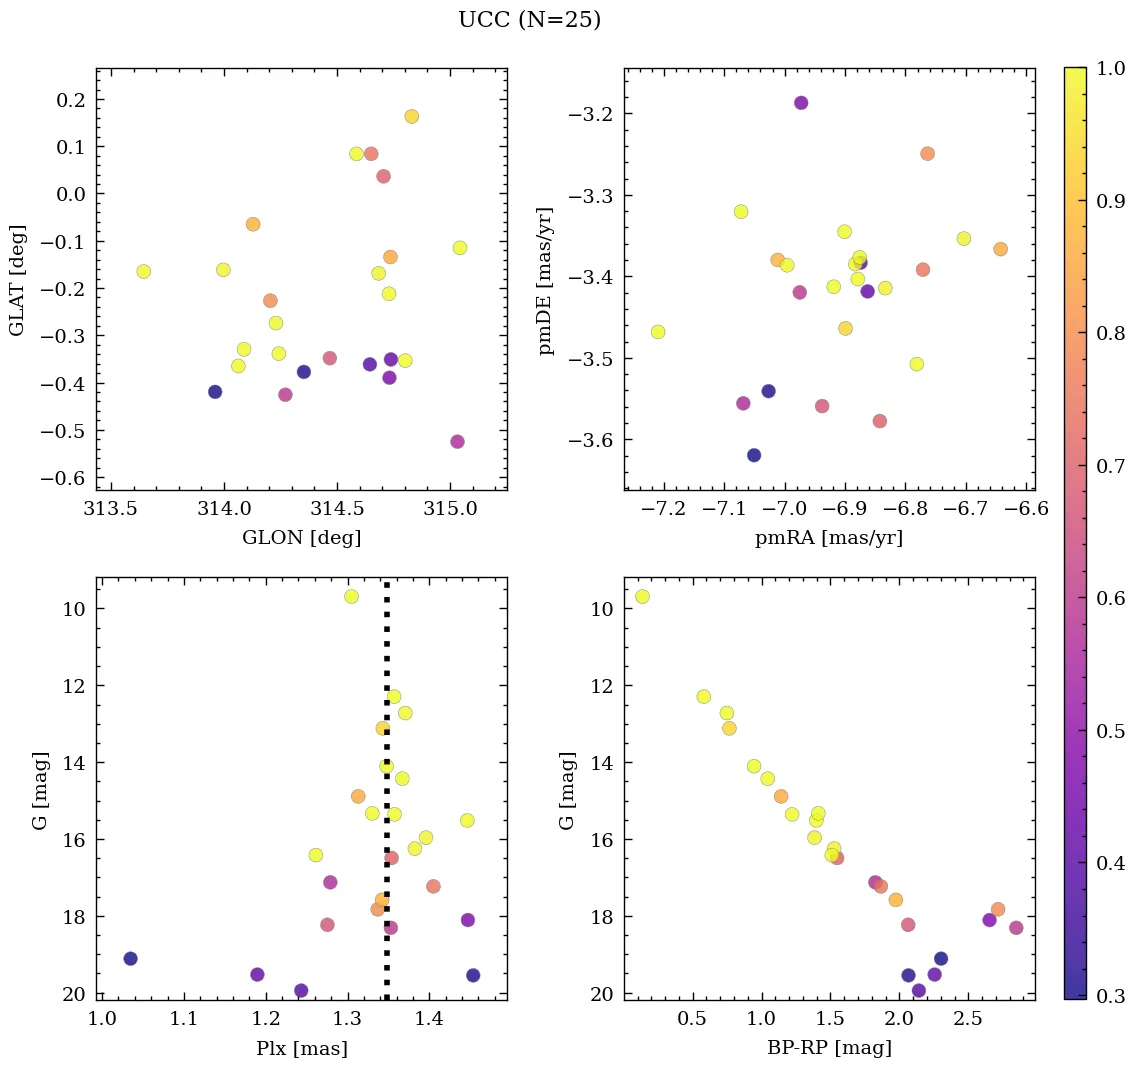 UCC (N=25)
0.2
0.1
0.0
−0.1
−0.2
−0.3
−0.4
−0.5
−0.6
GLAT [deg]
313.5 314.0 314.5 315.0
GLON [deg]
−3.2
−3.3
−3.4
−3.5
−3.6
pmDE [mas/yr]
−7.2 −7.1 −7.0 −6.9 −6.8 −6.7 −6.6
pmRA [mas/yr]
10
12
14
16
18
20
G [mag]
1.0 1.1 1.2 1.3 1.4
Plx [mas]
10
12
14
16
18
20
G [mag]
0.5 1.0 1.5 2.0 2.5
BP-RP [mag]
1.0
0.9
0.8
0.7
0.6
0.5
0.4
0.3